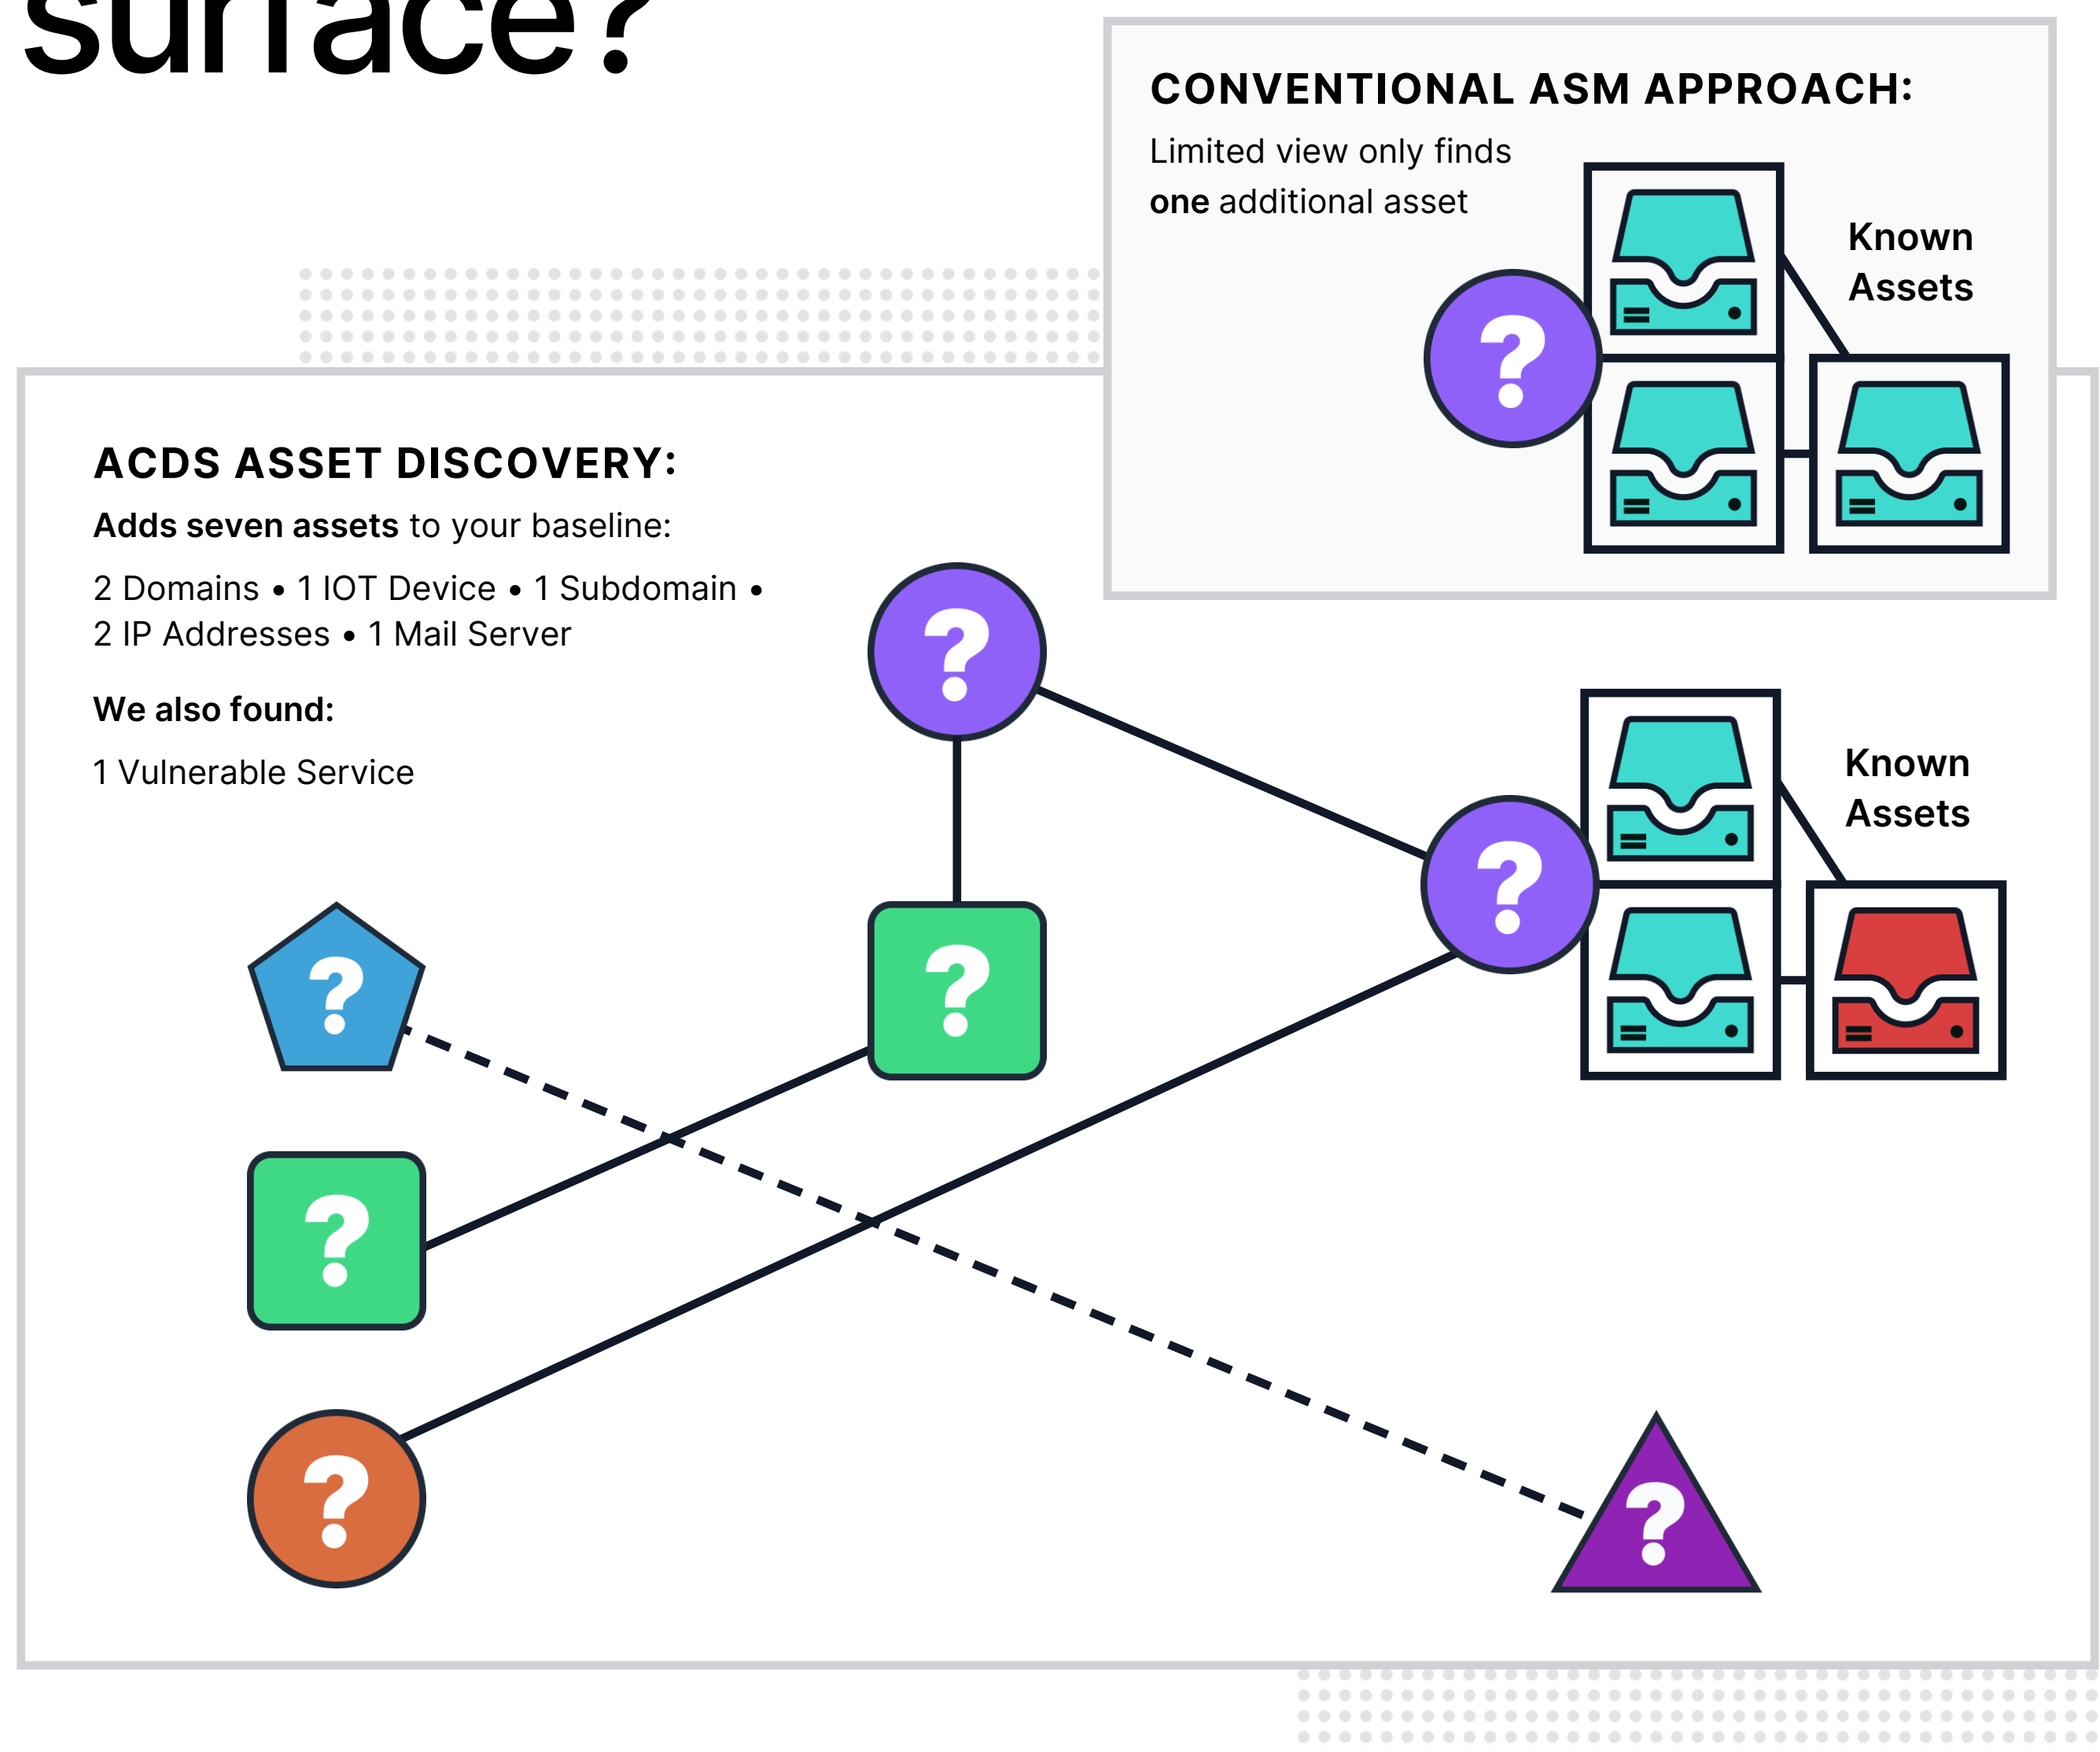 surface?
CONVENTIONAL ASM APPROACH:
Limited view only finds
one additional asset
Known
Assets
?
ACDS ASSET DISCOVERY:
Adds seven assets to your baseline:
2 Domains • 1 IOT Device • 1 Subdomain •
2 IP Addresses • 1 Mail Server
We also found:
1 Vulnerable Service
?
Known
Assets
?
?
?
?
?
?